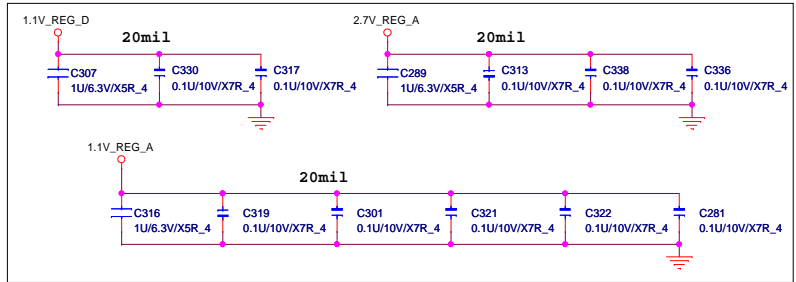 1.1V_REG_D
20mil
C307
1U/6.3V/X5R_4
C330
0.1U/10V/X7R_4
C317
0.1U/10V/X7R_4
2.7V_REG_A
20mil
C289
1U/6.3V/X5R_4
C313
0.1U/10V/X7R_4
C338
0.1U/10V/X7R_4
C336
0.1U/10V/X7R_4
1.1V_REG_A
20mil
C316
1U/6.3V/X5R_4
C319
0.1U/10V/X7R_4
C301
0.1U/10V/X7R_4
C321
0.1U/10V/X7R_4
C322
0.1U/10V/X7R_4
C281
0.1U/10V/X7R_4